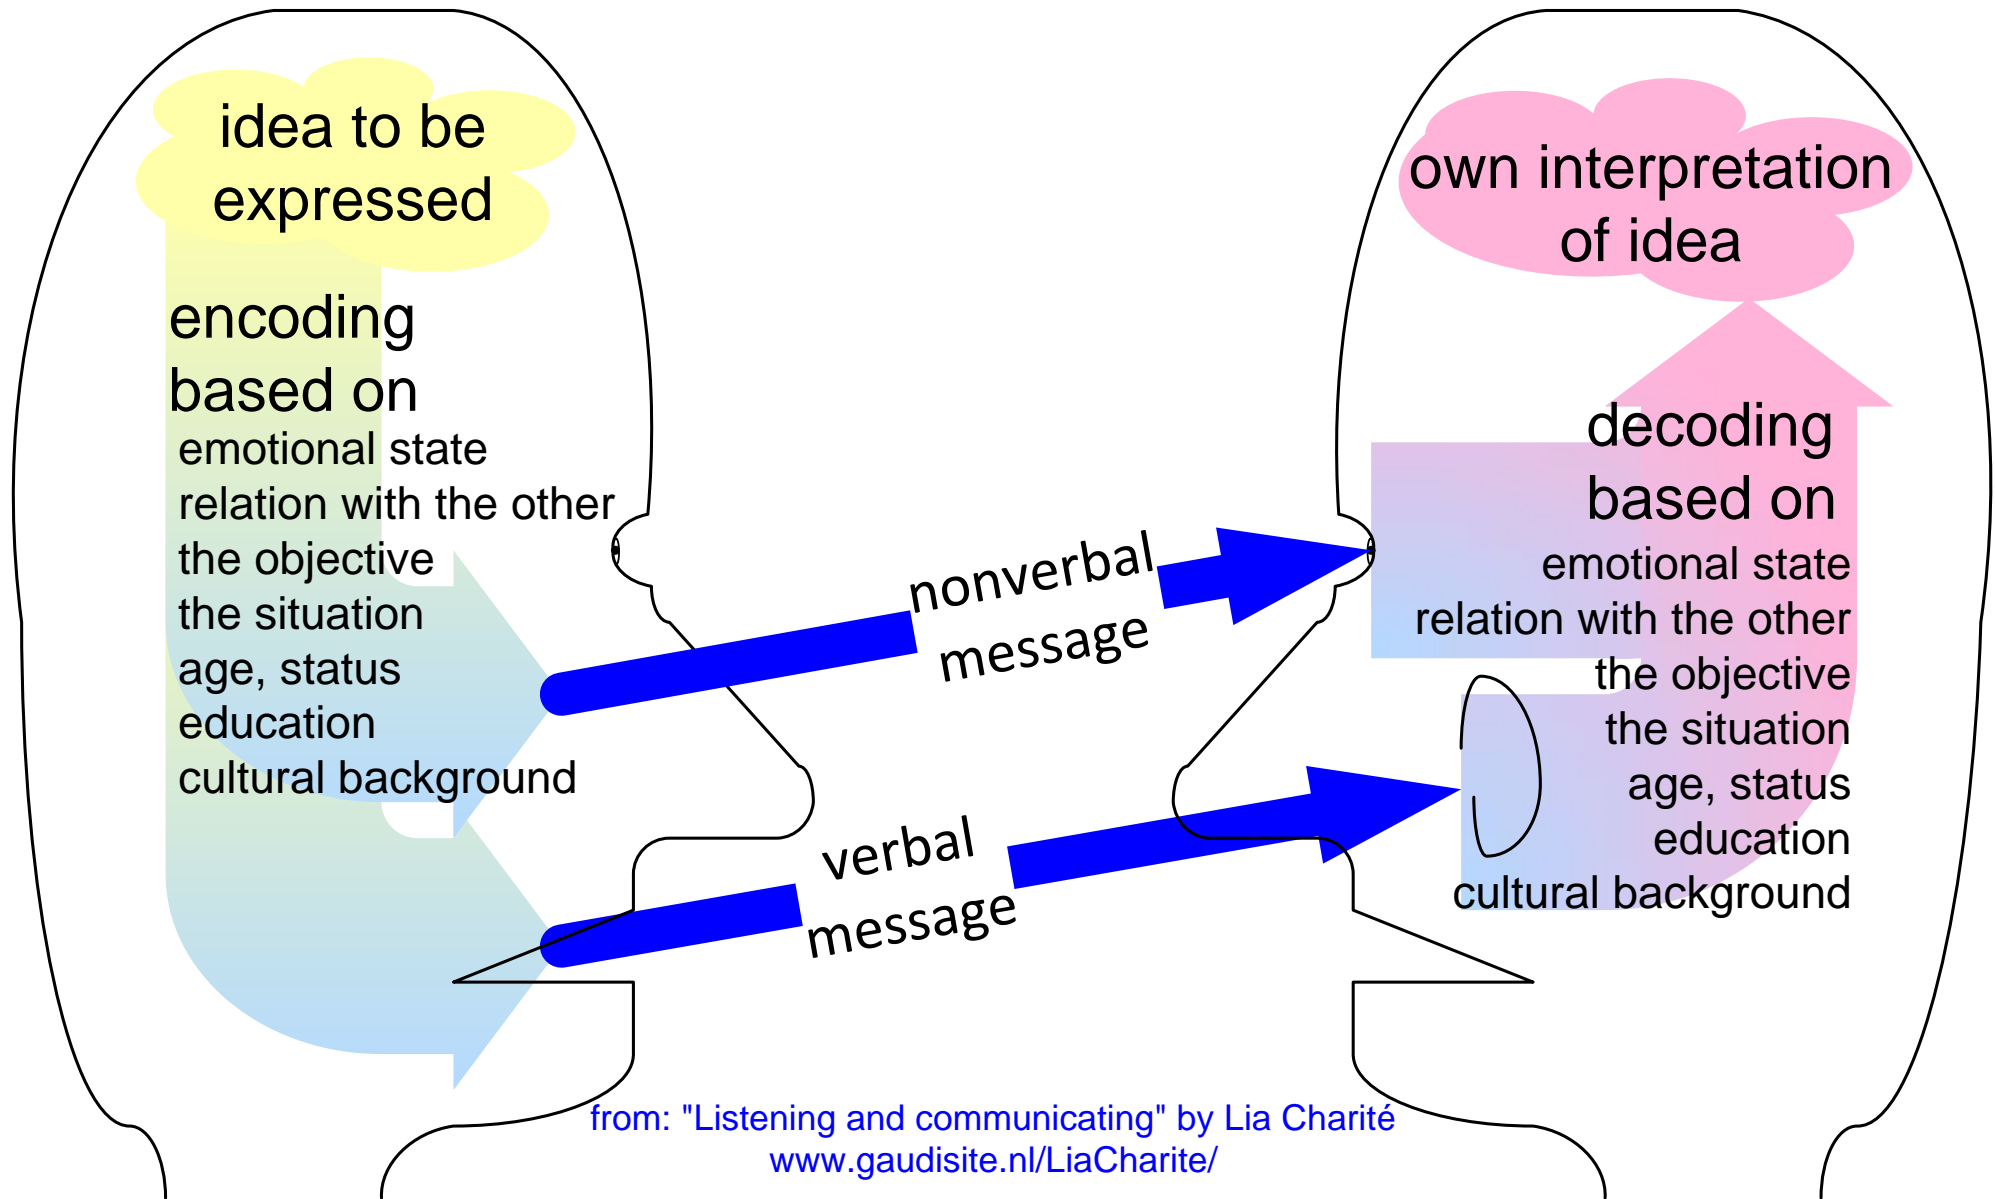 idea to be
expressed
encoding
based on
emotional state
relation with the other
the objective
the situation
age, status
education
cultural background
nonverbal
message
verbal
message
own interpretation
of idea
decoding
based on
emotional state
relation with the other
the objective
the situation
age, status
education
cultural background
from: "Listening and communicating" by Lia Charité
www.gaudisite.nl/LiaCharite/